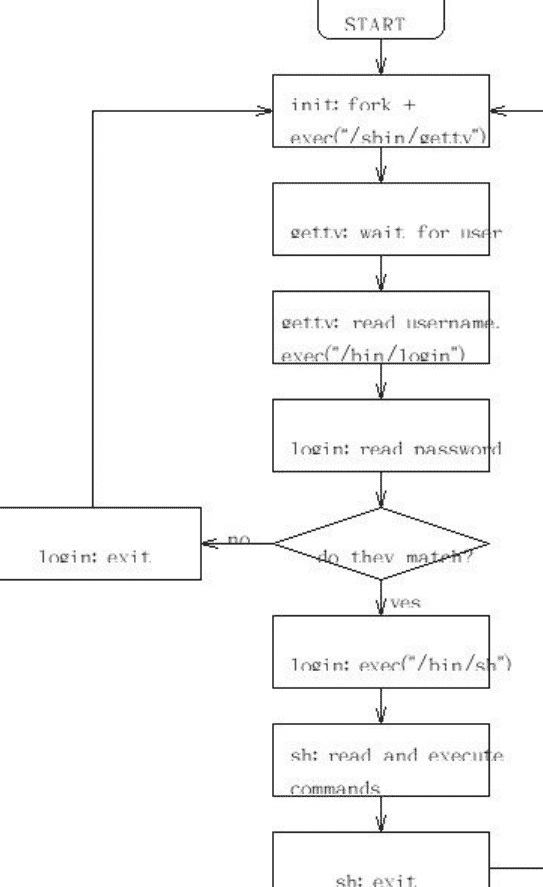 START
init: fork +
exec("/sbin/getty")
getty: wait for user
getty: read username,
exec("/bin/login")
login: read password
do they match?
no
login: exit
yes
login: exec("/bin/sh")
sh: read and execute
commands
sh: exit